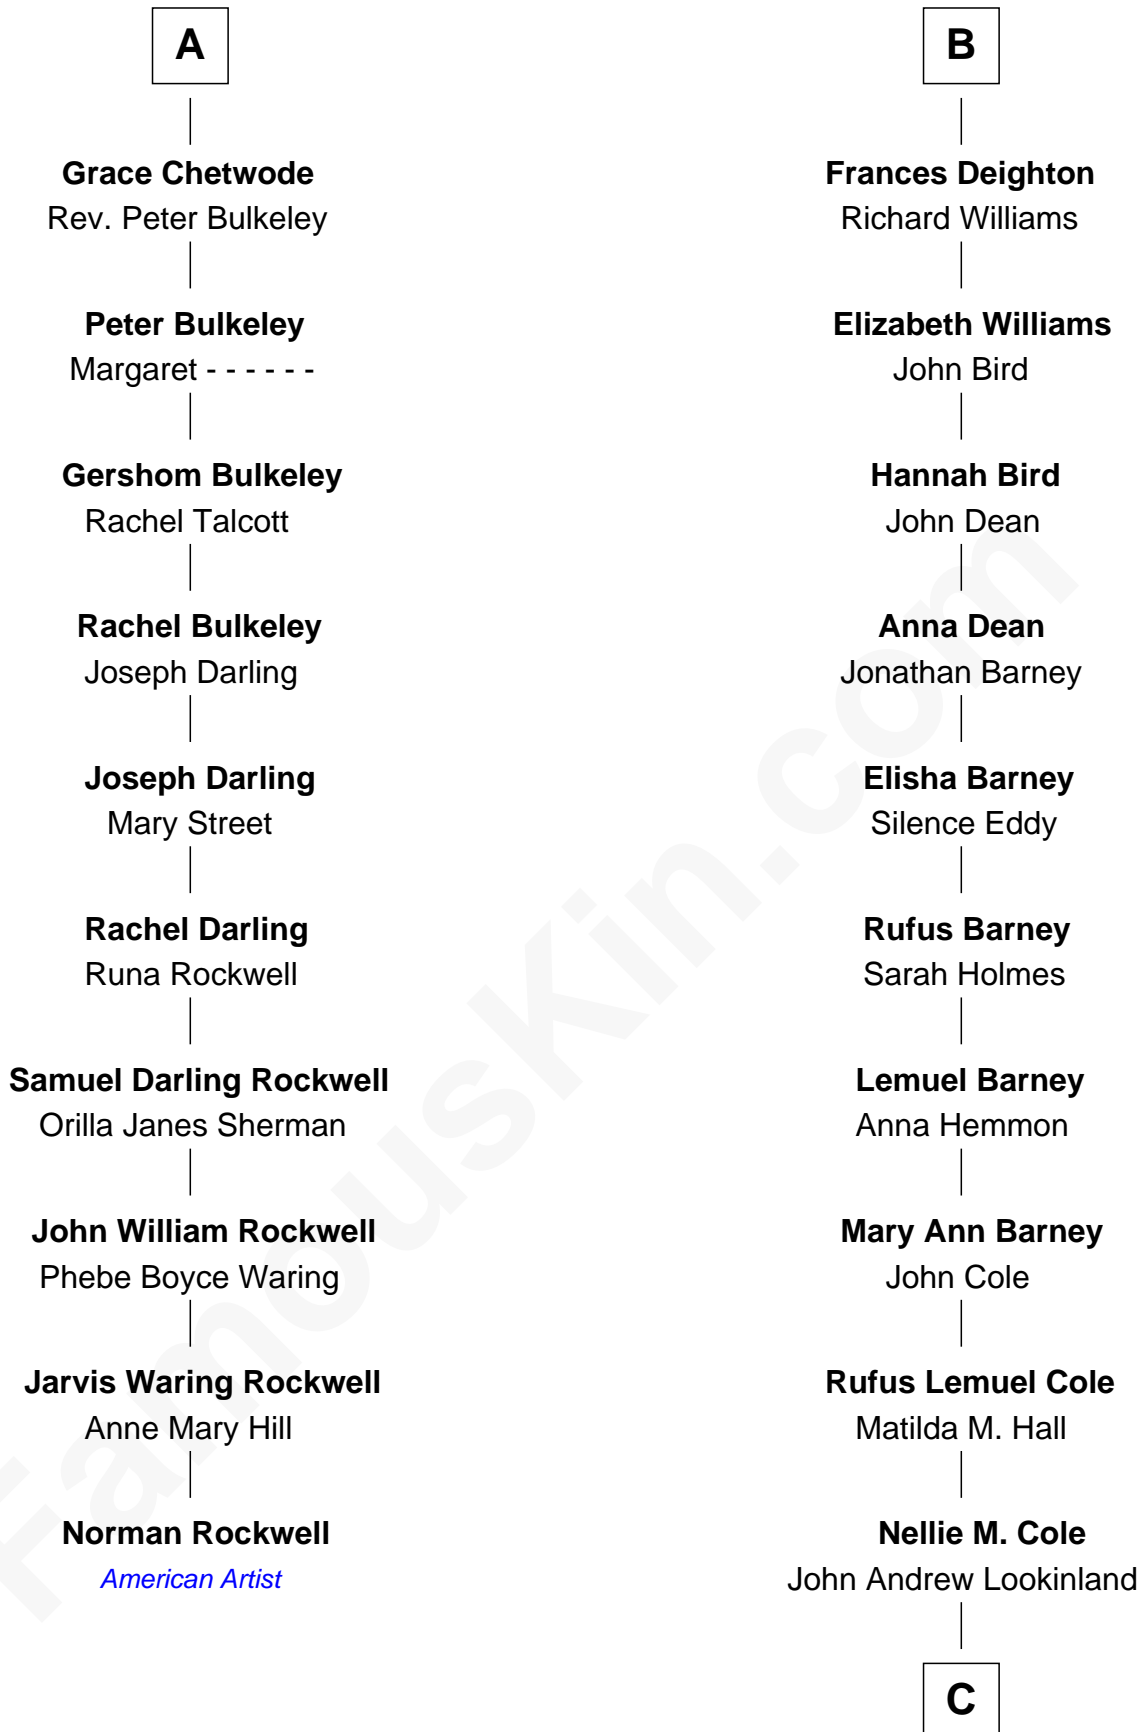 A
Grace Chetwode
Rev. Peter Bulkeley
Peter Bulkeley
Margaret - - - - - -
Gershom Bulkeley
Rachel Talcott
Rachel Bulkeley
Joseph Darling
Joseph Darling
Mary Street
Rachel Darling
Runa Rockwell
Samuel Darling Rockwell
Orilla Janes Sherman
John William Rockwell
Phebe Boyce Waring
Jarvis Waring Rockwell
Anne Mary Hill
Norman Rockwell
American Artist
B
Frances Deighton
Richard Williams
Elizabeth Williams
John Bird
Hannah Bird
John Dean
Anna Dean
Jonathan Barney
Elisha Barney
Silence Eddy
Rufus Barney
Sarah Holmes
Lemuel Barney
Anna Hemmon
Mary Ann Barney
John Cole
Rufus Lemuel Cole
Matilda M. Hall
Nellie M. Cole
John Andrew Lookinland
C
FamousKin.com